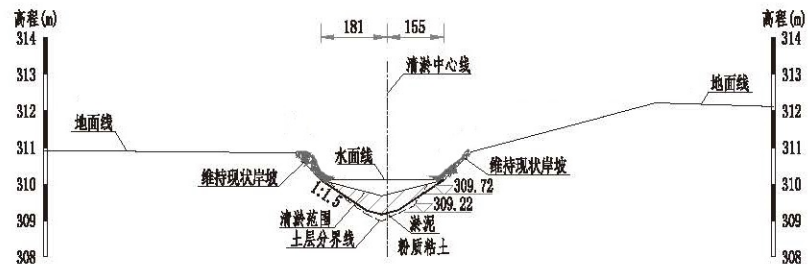 高程(m)
181 155
高程(m)
314
313
312
311
310
309
308
清淤中心线
地面线
地面线
水面线
维持现状岸坡
维持现状岸坡
1:1.5
309.72
309.22
清淤范围
淤泥
土层分界线
粉质粘土
314
313
312
311
310
309
308